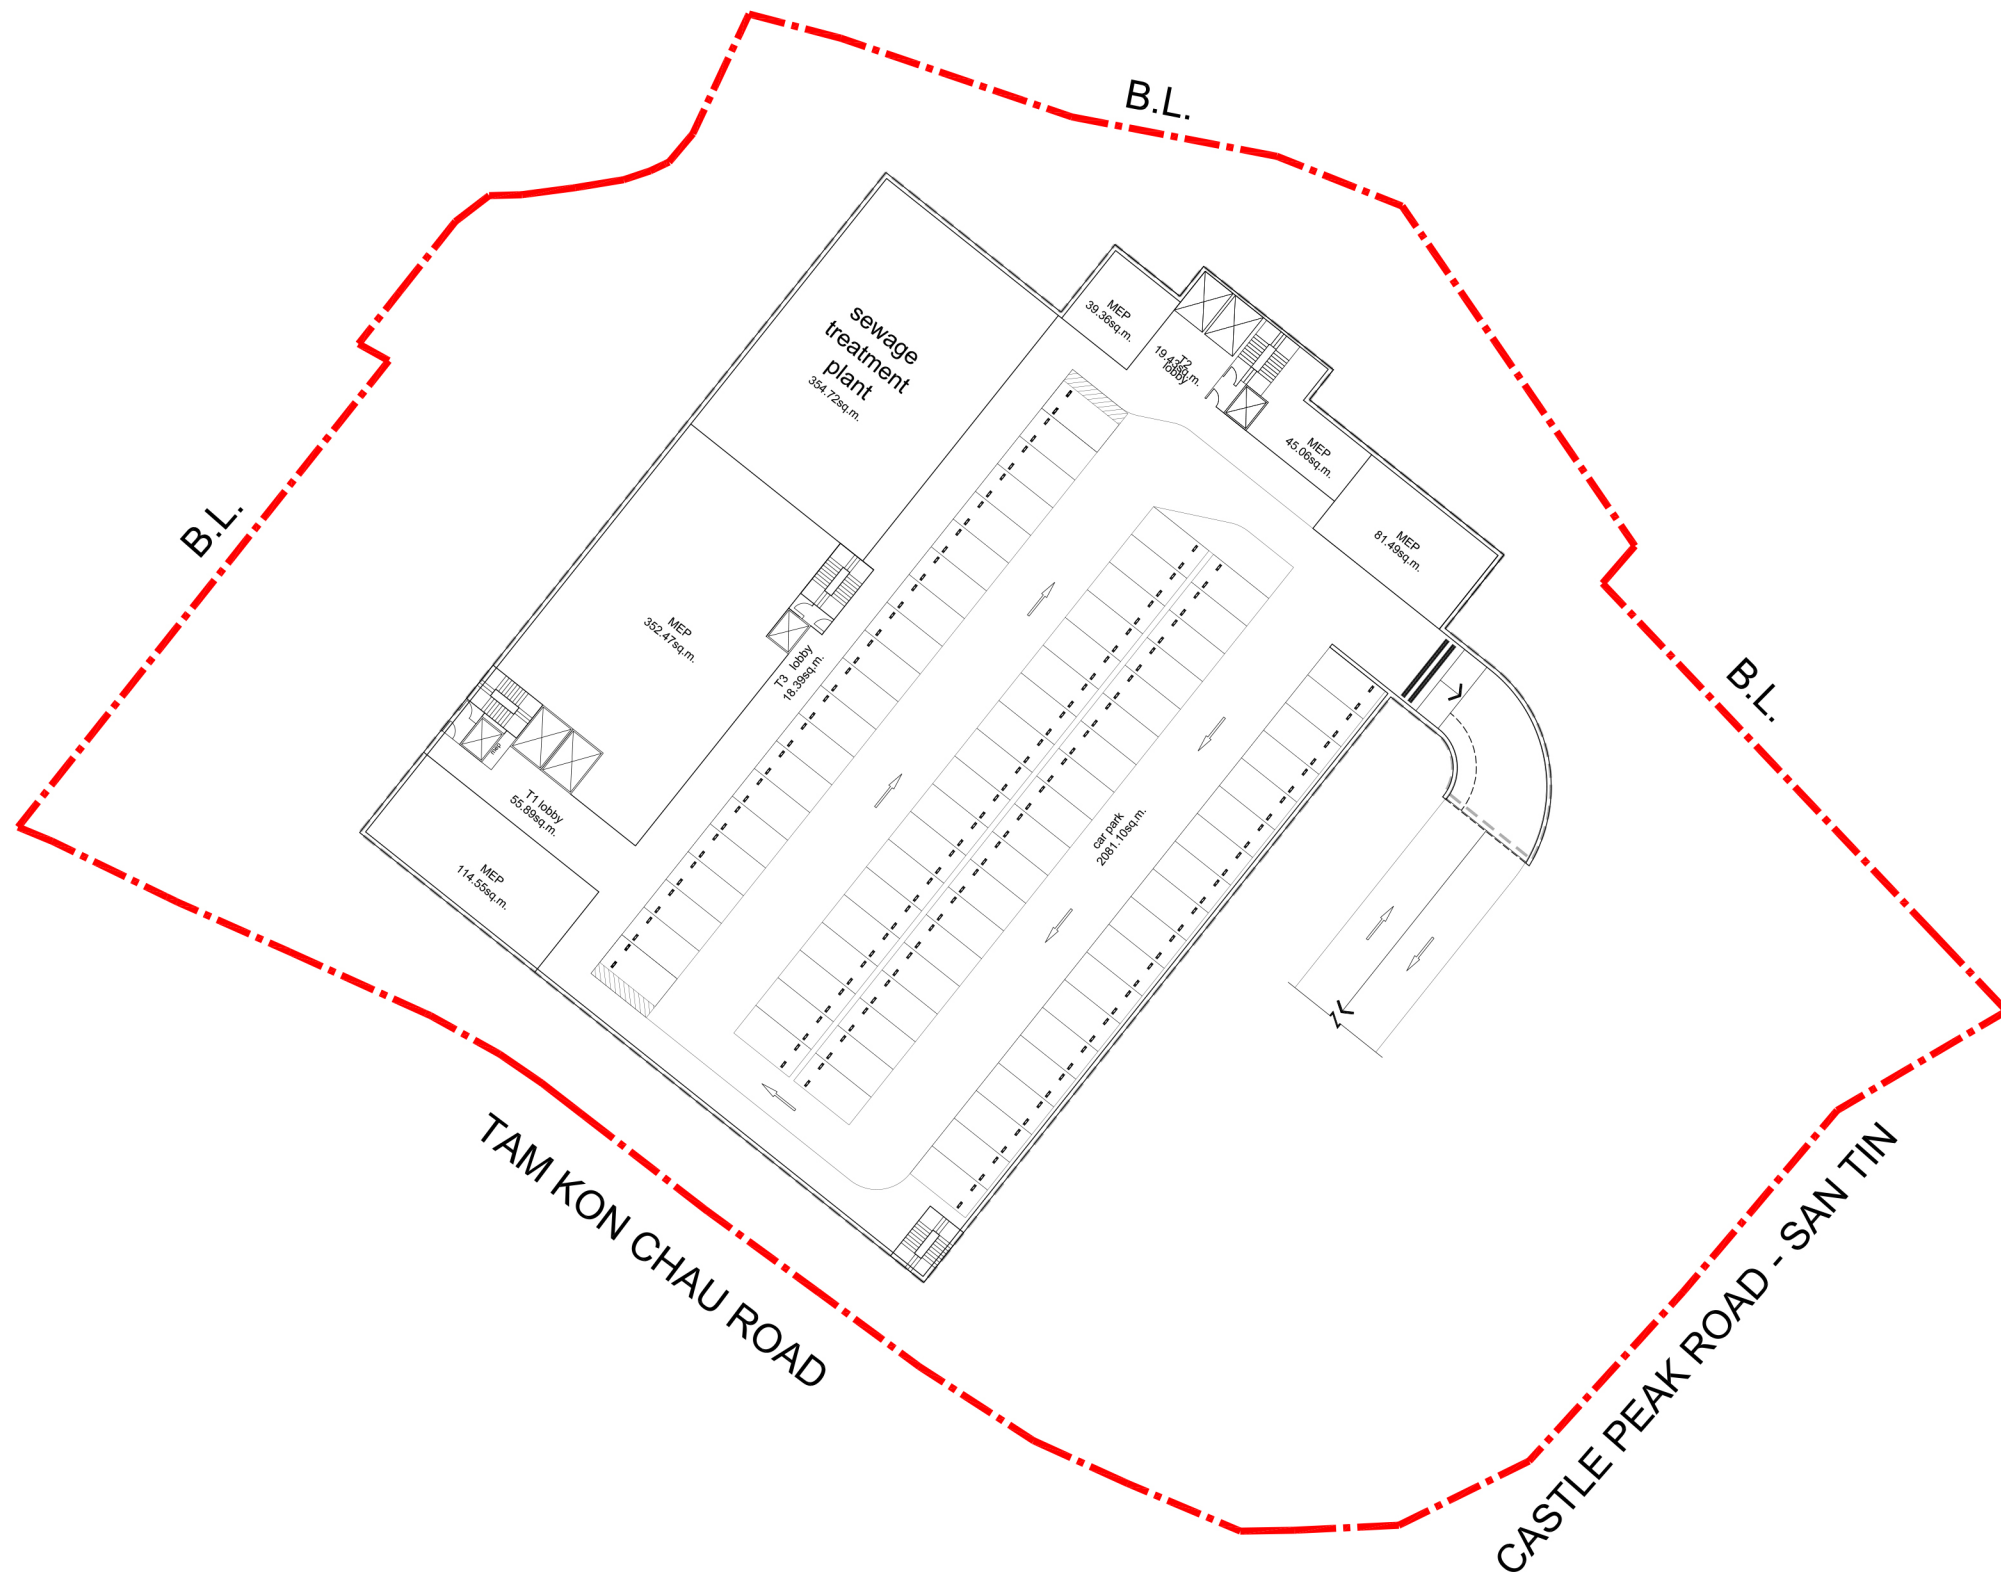 B.L.
MEP
39.36sq.m.
sewage
treatment
plant
354.72sq.m.
T2
19.43sq.m.
lobby
MEP
45.06sq.m.
B.L.
MEP
81.49sq.m.
MEP
352.47sq.m.
T3 lobby
18.39sq.m.
B.L.
mep
T1 lobby
55.89sq.m.
car park
2081.10sq.m.
MEP
114.55sq.m.
TAM KON CHAU ROAD
CASTLE PEAK ROAD - SAN TIN